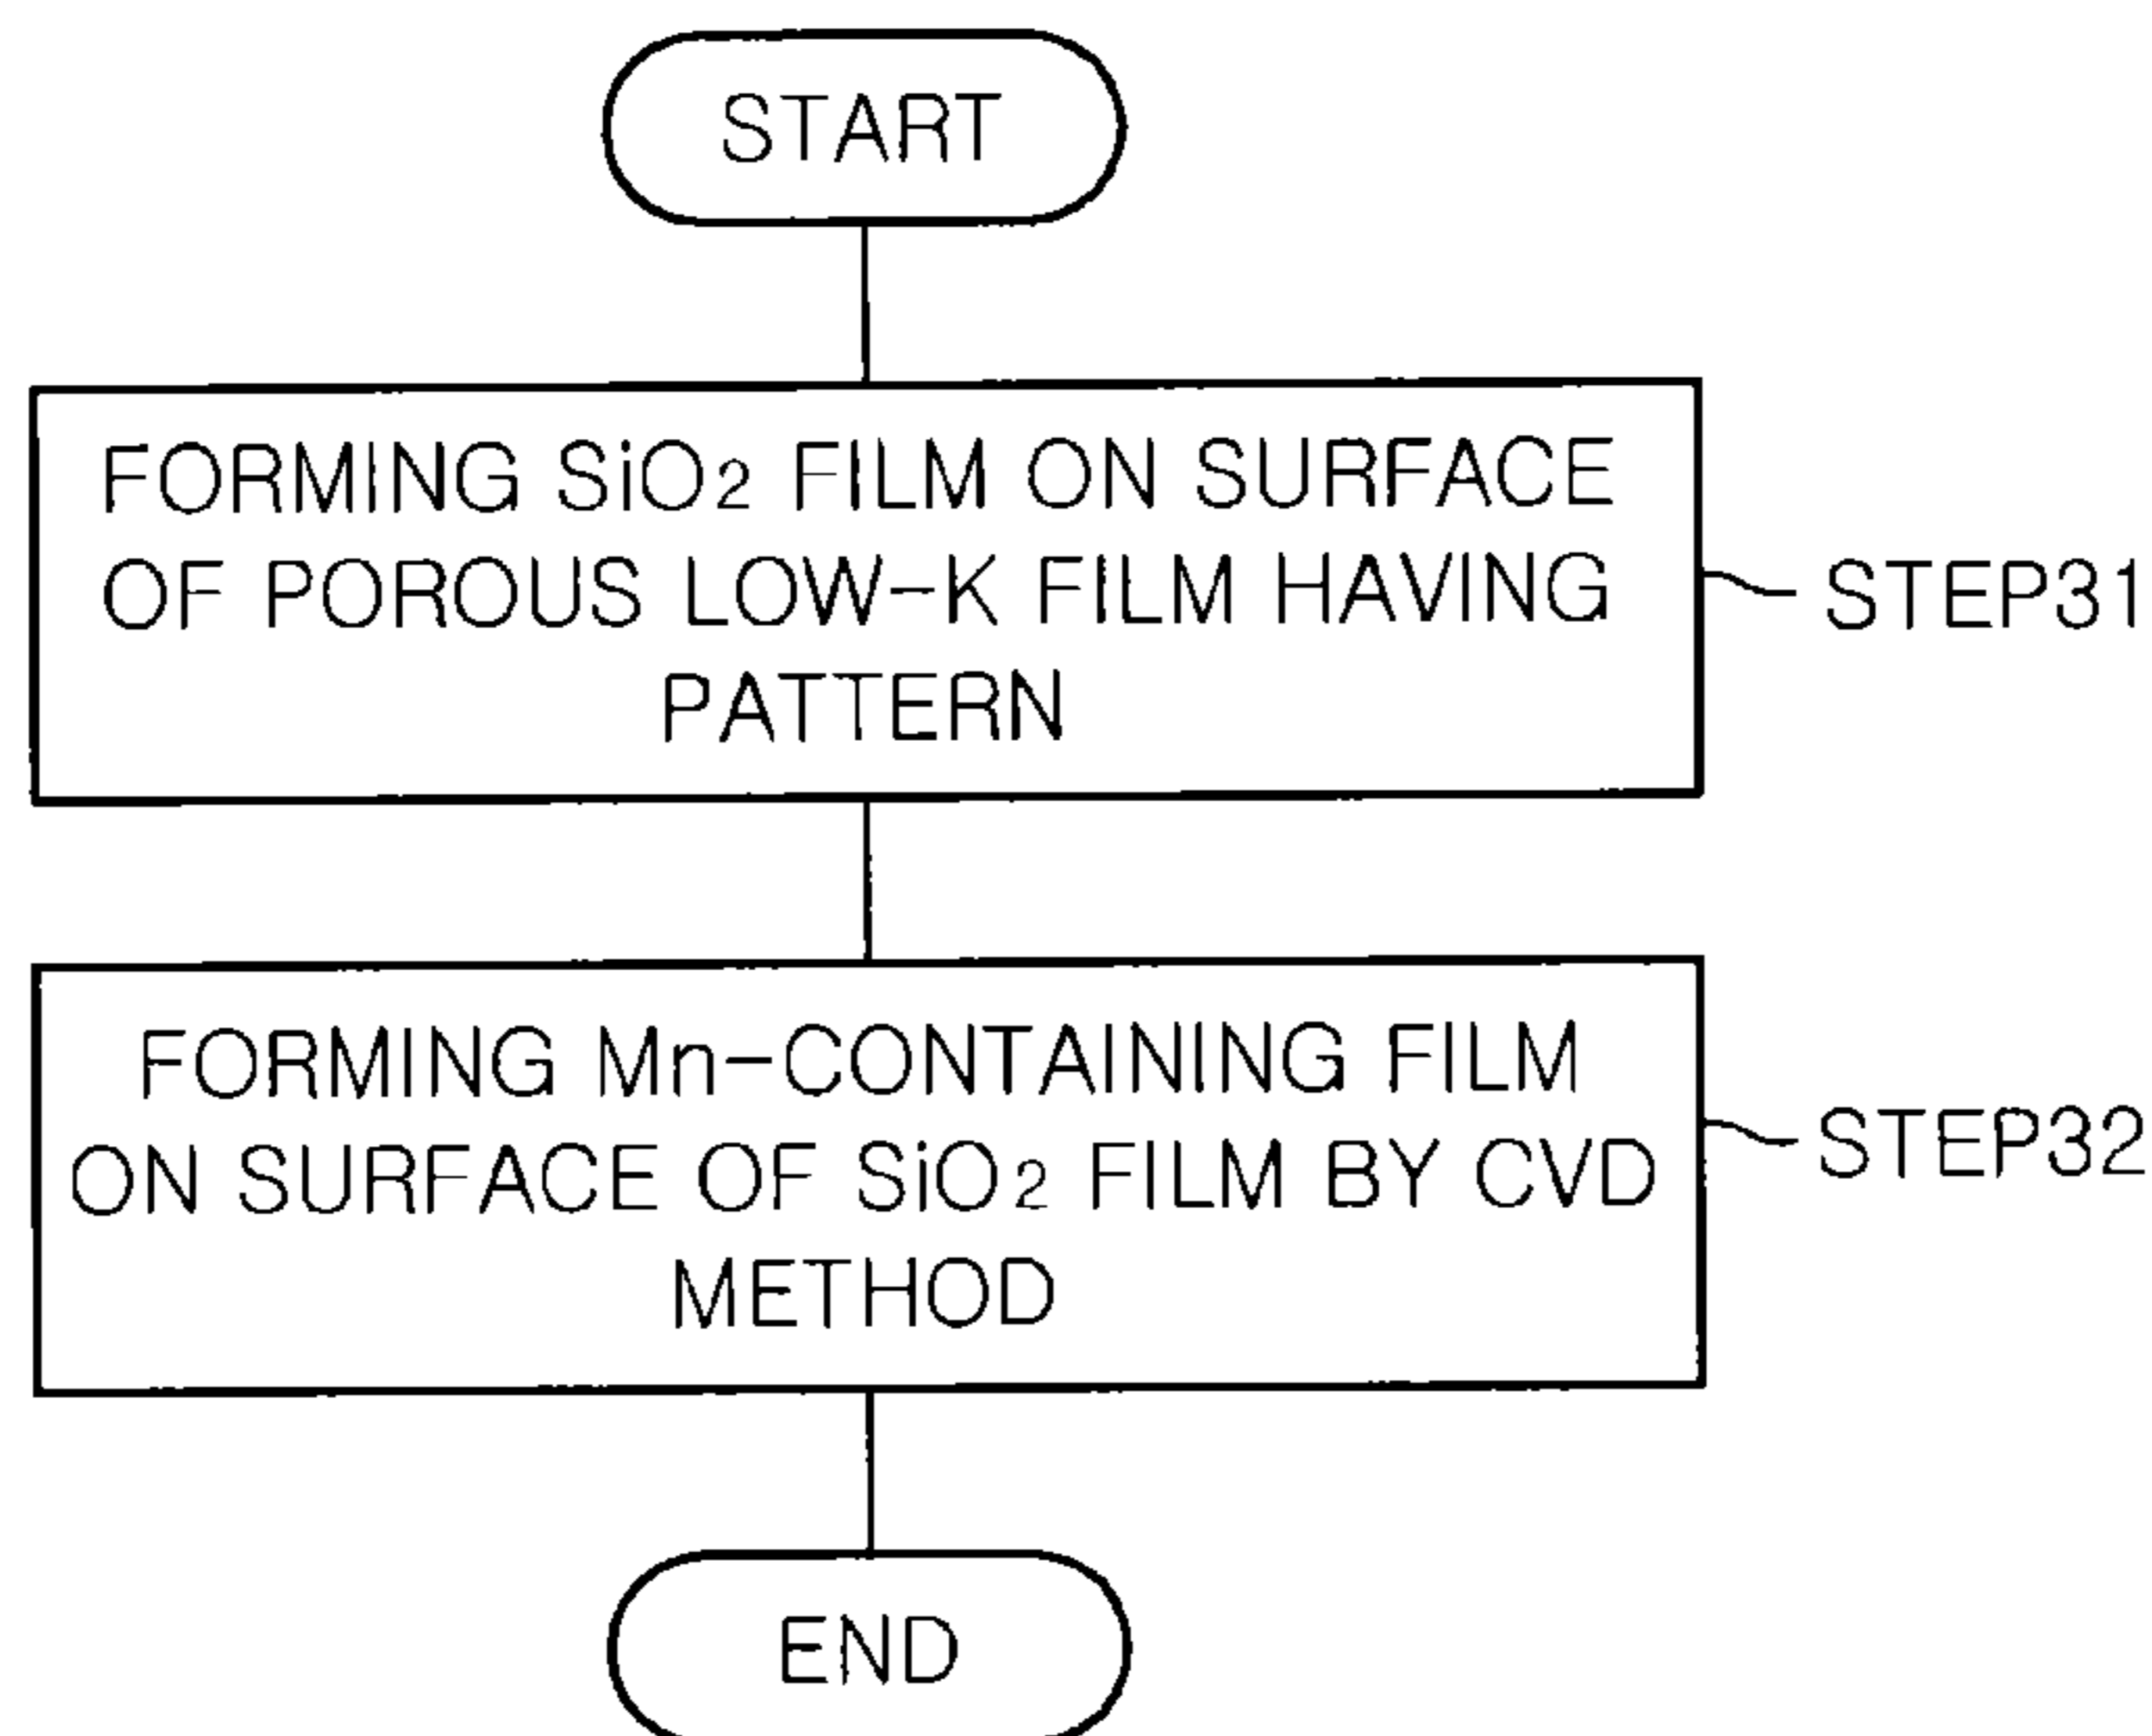 START
FORMING SiO₂ FILM ON SURFACE
OF POROUS LOW-K FILM HAVING
PATTERN
STEP31
FORMING Mn-CONTAINING FILM
ON SURFACE OF SiO₂ FILM BY CVD
METHOD
STEP32
END